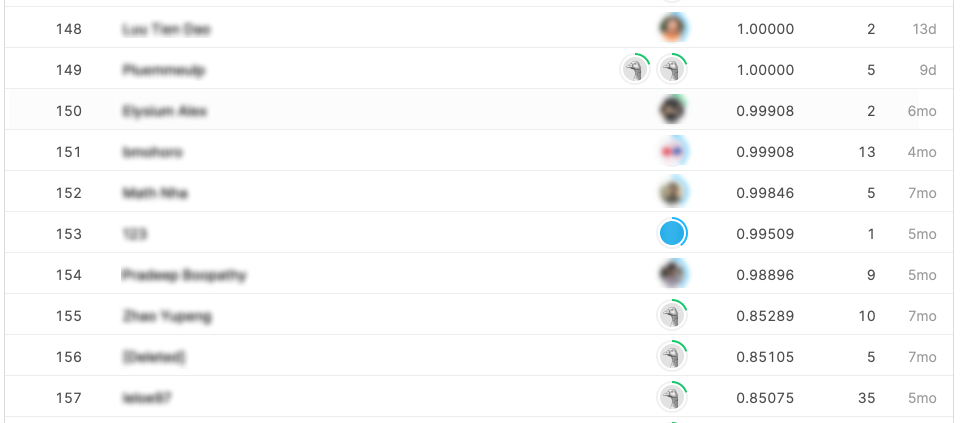 148 1.00000 2 13d
149 1.00000 5 9d
150 0.99908 2 6mo
151 0.99908 13 4mo
152 0.99846 5 7mo
153 0.99509 1 5mo
154 0.98896 9 5mo
155 0.85289 10 7mo
156 0.85105 5 7mo
157 0.85075 35 5mo